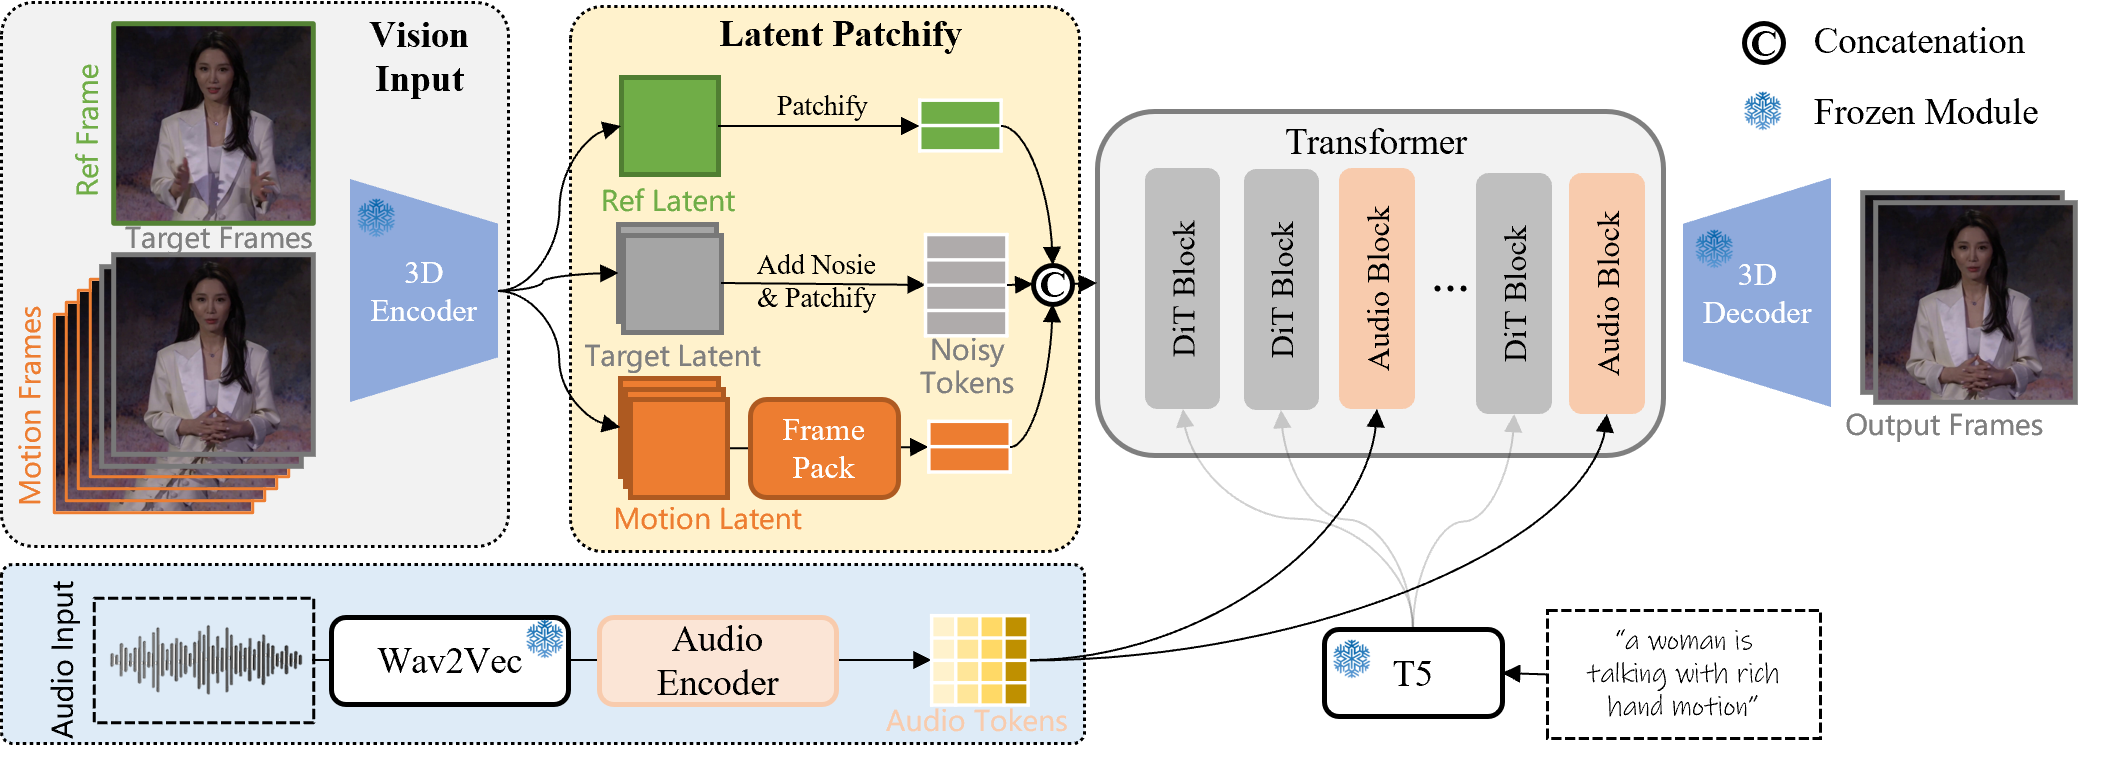 Vision
Input
Ref Frame
Target Frames
Motion Frames
3D
Encoder
Latent Patchify
Patchify
Ref Latent
Add Nosie
& Patchify
Target Latent
Noisy
Tokens
Frame
Pack
Motion Latent
C
Concatenation
Frozen Module
Transformer
DiT Block
DiT Block
Audio Block
...
DiT Block
Audio Block
3D
Decoder
Output Frames
Audio Input
Wav2Vec
Audio
Encoder
Audio Tokens
T5
“a woman is
talking with rich
hand motion”